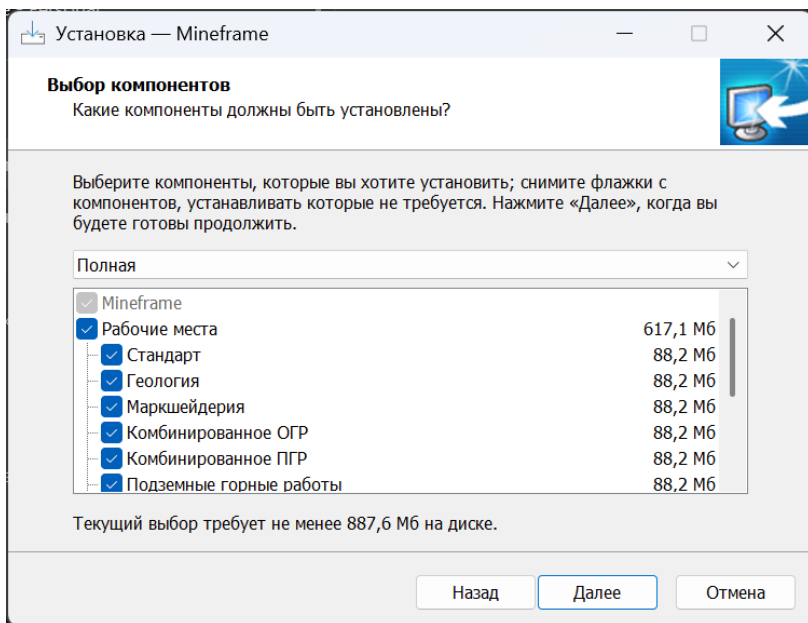 Установка — Mineframe
Выбор компонентов
Какие компоненты должны быть установлены?
Выберите компоненты, которые вы хотите установить; снимите флажки с
компонентов, устанавливать которые не требуется. Нажмите «Далее», когда вы
будете готовы продолжить.
Полная
Mineframe
Рабочие места 617,1 Мб
Стандарт 88,2 Мб
Геология 88,2 Мб
Маркшейдерия 88,2 Мб
Комбинированное ОГР 88,2 Мб
Комбинированное ПГР 88,2 Мб
Подземные горные работы 88,2 Мб
Текущий выбор требует не менее 887,6 Мб на диске.
Назад Далее Отмена